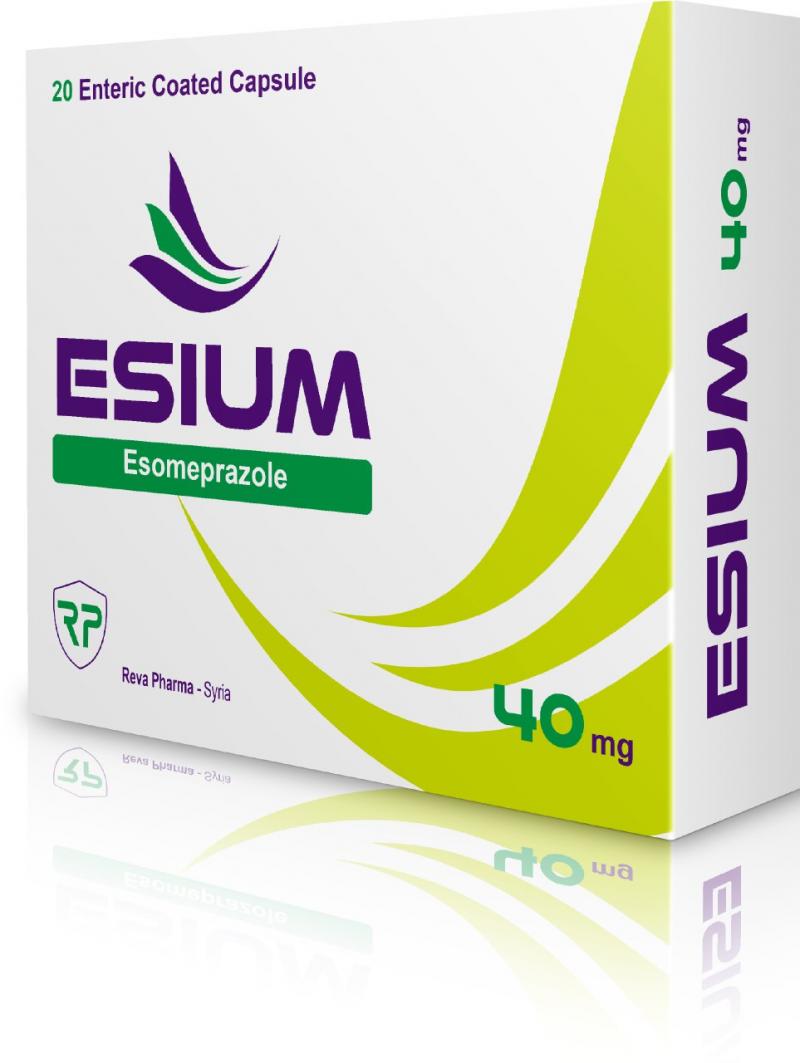 20 Enteric Coated Capsule
ESIUM
Esomeprazole
RP
Reva Pharma - Syria
40 mg
ESIUM 40 mg